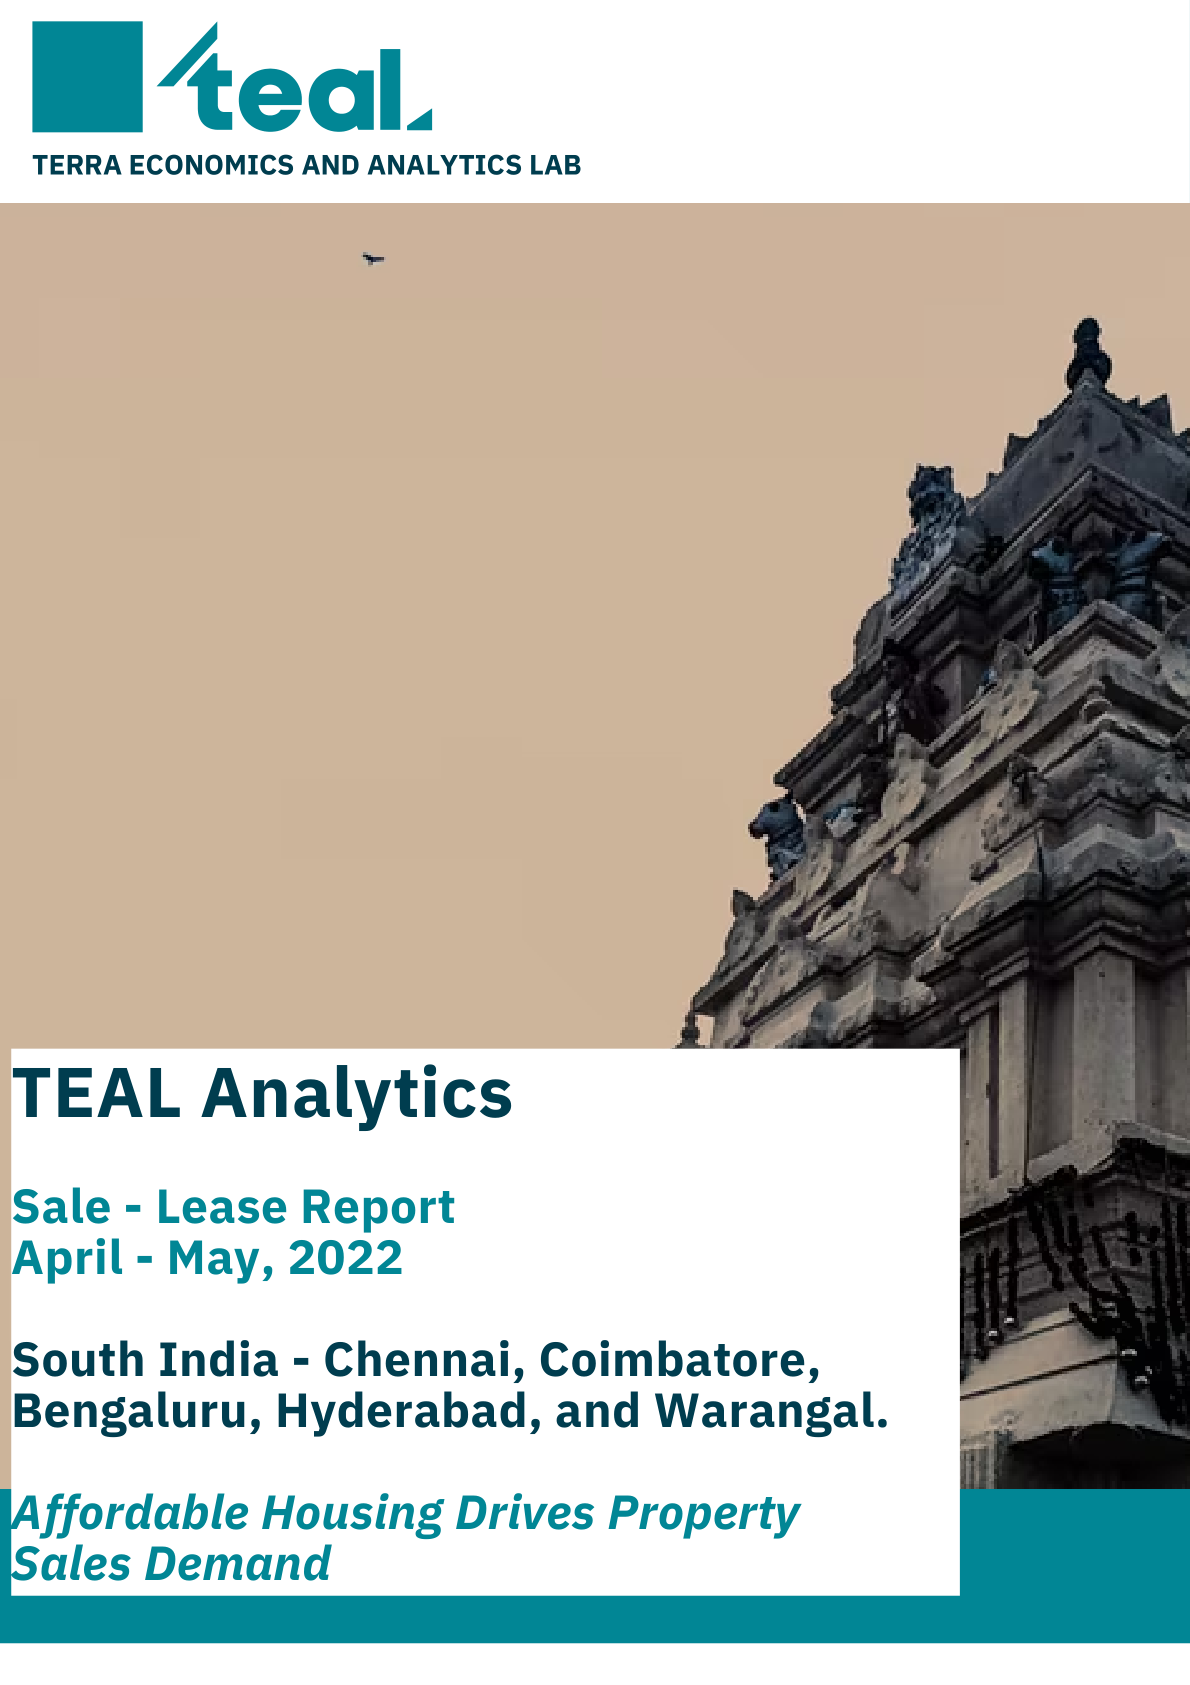 teal.
TERRA ECONOMICS AND ANALYTICS LAB
TEAL Analytics
Sale - Lease Report
April - May, 2022
South India - Chennai, Coimbatore,
Bengaluru, Hyderabad, and Warangal.
Affordable Housing Drives Property
Sales Demand